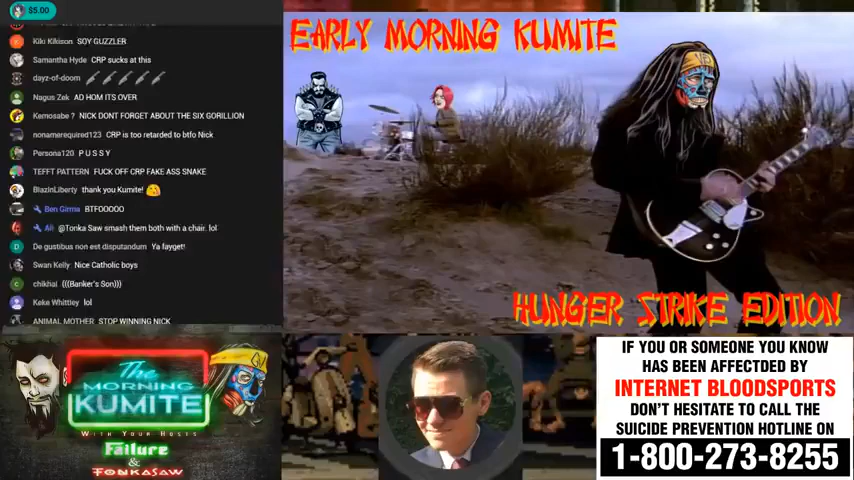 $5.00
Kiki Kikison SOY GUZZLER
Samantha Hyde CRP sucks at this
dayz-of-doom
Nagus Zek AD HOM ITS OVER
Kemosabe ? NICK DONT FORGET ABOUT THE SIX GORILLION
nonamerequired123 CRP is too retarded to btfo Nick
Persona120 P U S S Y
TEFFT PATTERN FUCK OFF CRP FAKE ASS SNAKE
BlazinLiberty thank you Kumite!
Ben Girma BTFOOOOO
Ali @Tonka Saw smash them both with a chair. lol
De gustibus non est disputandum Ya fayget!
Swan Kelly Nice Catholic boys
chikhai (((Banker's Son)))
Keke Whittley lol
ANIMAL MOTHER STOP WINNING NICK
EARLY MORNING KUMITE
HUNGER STRIKE EDITION
The
MORNING
KUMITE
With Your Hosts
Failure
&
TonkaSaw
IF YOU OR SOMEONE YOU KNOW
HAS BEEN AFFECTDED BY
INTERNET BLOODSPORTS
DON'T HESITATE TO CALL THE
SUICIDE PREVENTION HOTLINE ON
1-800-273-8255